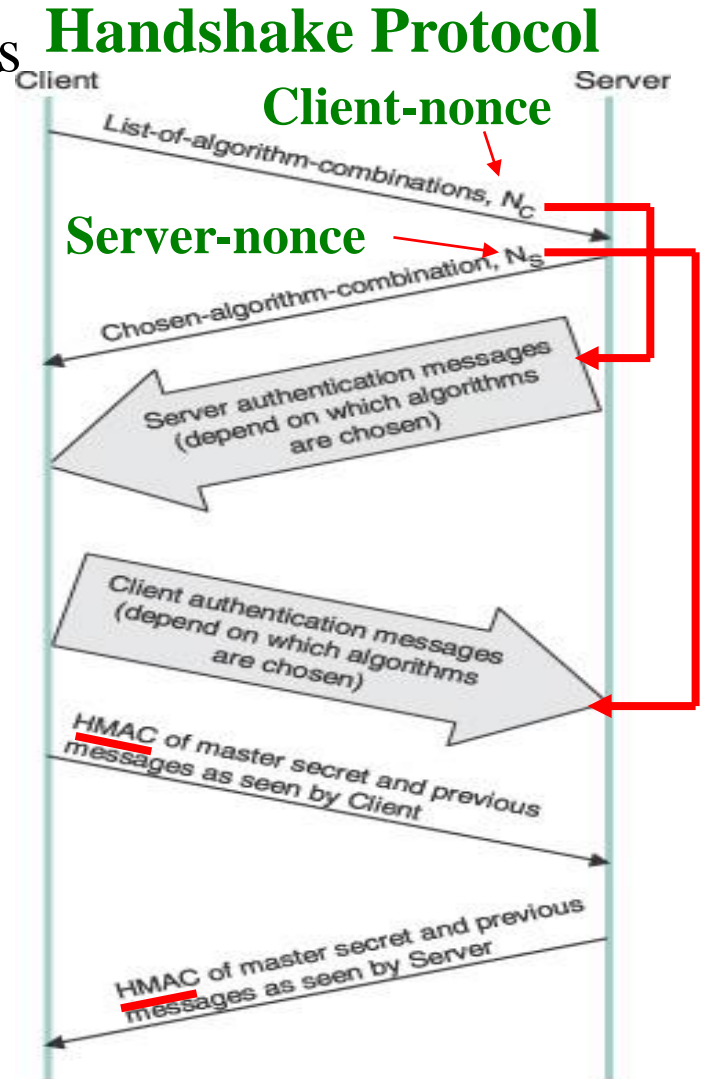 Handshake Protocol
s
Client
Server
Client-nonce
List-of-algorithm-combinations, NC
Server-nonce
Chosen-algorithm-combination, NS
Server authentication messages
(depend on which algorithms
are chosen)
Client authentication messages
(depend on which algorithms
are chosen)
HMAC of master secret and previous
messages as seen by Client
HMAC of master secret and previous
messages as seen by Server